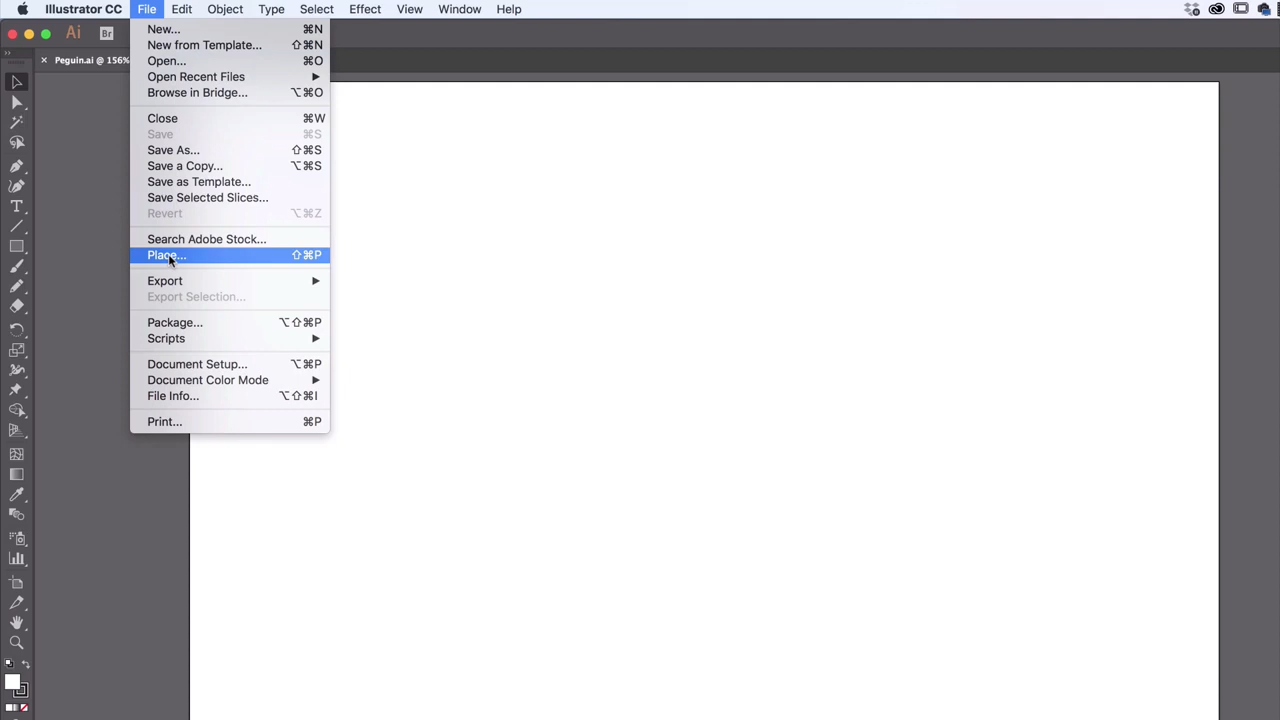 Illustrator CC File Edit Object Type Select Effect View Window Help
Ai Br
Peguin.ai @ 156%
New... ⌘N
New from Template... ⇧⌘N
Open... ⌘O
Open Recent Files
Browse in Bridge... ⌥⌘O
Close ⌘W
Save ⌘S
Save As... ⇧⌘S
Save a Copy... ⌥⌘S
Save as Template...
Save Selected Slices...
Revert ⌥⌘Z
Search Adobe Stock...
Place... ⇧⌘P
Export
Export Selection...
Package... ⌥⇧⌘P
Scripts
Document Setup... ⌥⌘P
Document Color Mode
File Info... ⌥⇧⌘I
Print... ⌘P